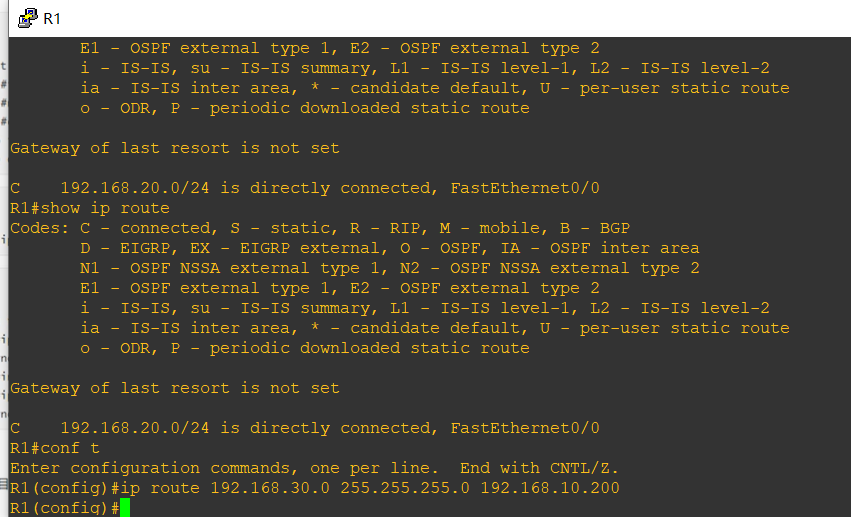 R1
E1 - OSPF external type 1, E2 - OSPF external type 2
i - IS-IS, su - IS-IS summary, L1 - IS-IS level-1, L2 - IS-IS level-2
ia - IS-IS inter area, * - candidate default, U - per-user static route
o - ODR, P - periodic downloaded static route
Gateway of last resort is not set
C    192.168.20.0/24 is directly connected, FastEthernet0/0
R1#show ip route
Codes: C - connected, S - static, R - RIP, M - mobile, B - BGP
D - EIGRP, EX - EIGRP external, O - OSPF, IA - OSPF inter area
N1 - OSPF NSSA external type 1, N2 - OSPF NSSA external type 2
E1 - OSPF external type 1, E2 - OSPF external type 2
i - IS-IS, su - IS-IS summary, L1 - IS-IS level-1, L2 - IS-IS level-2
ia - IS-IS inter area, * - candidate default, U - per-user static route
o - ODR, P - periodic downloaded static route
Gateway of last resort is not set
C    192.168.20.0/24 is directly connected, FastEthernet0/0
R1#conf t
Enter configuration commands, one per line.  End with CNTL/Z.
R1(config)#ip route 192.168.30.0 255.255.255.0 192.168.10.200
R1(config)#